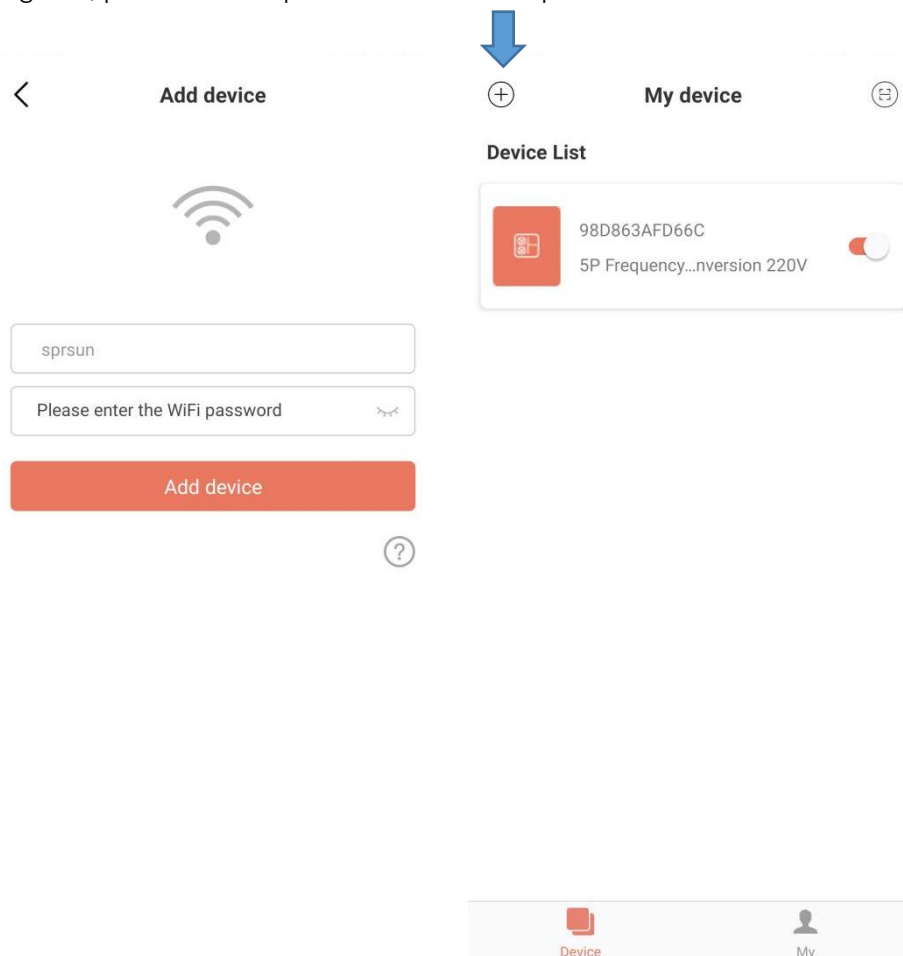 Add device
sprsun
Please enter the WiFi password
Add device
?
My device
Device List
98D863AFD66C
5P Frequency...nversion 220V
Device
My